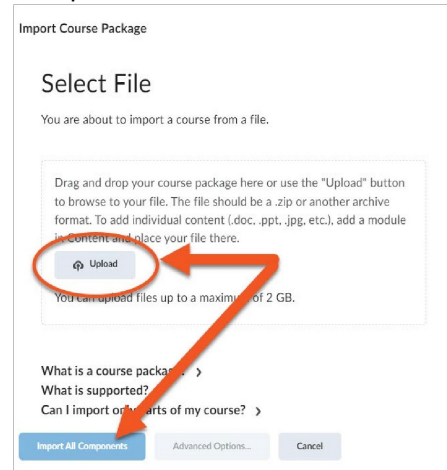 Import Course Package
Select File
You are about to import a course from a file.
Drag and drop your course package here or use the "Upload" button
to browse to your file. The file should be a .zip or another archive
format. To add individual content (.doc, .ppt, .jpg, etc.), add a module
in Content and place your file there.
Upload
You can upload files up to a maximum of 2 GB.
What is a course package?
What is supported?
Can I import only parts of my course?
Import All Components Advanced Options... Cancel